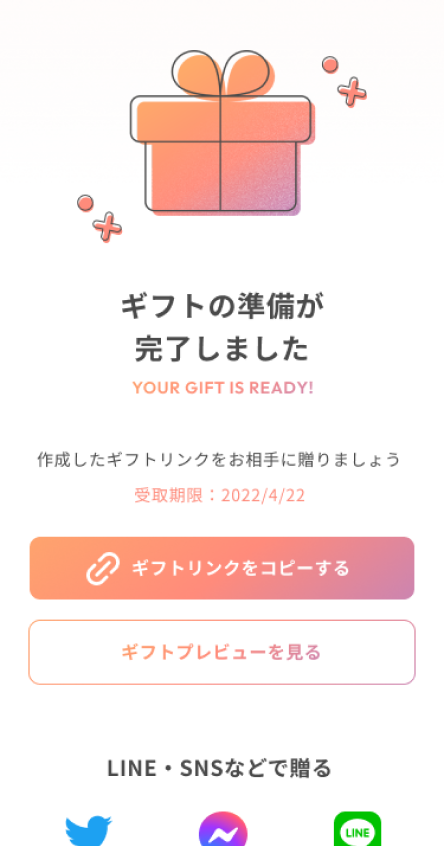 ギフトの準備が
完了しました
YOUR GIFT IS READY!
作成したギフトリンクをお相手に贈りましょう
受取期限：2022/4/22
ギフトリンクをコピーする
ギフトプレビューを見る
LINE・SNSなどで贈る
LINE